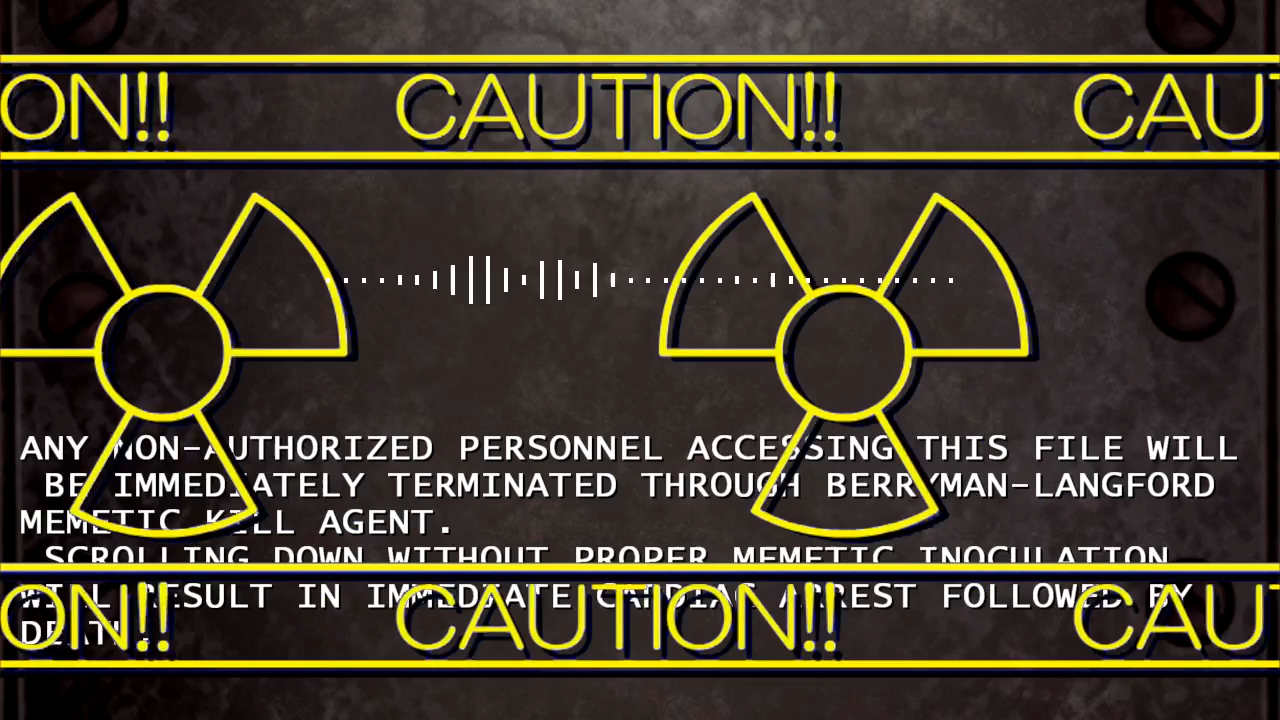 ON!! CAUTION!! CAU
ANY NON-AUTHORIZED PERSONNEL ACCESSING THIS FILE WILL
BE IMMEDIATELY TERMINATED THROUGH BERRYMAN-LANGFORD
MEMETIC KILL AGENT.
SCROLLING DOWN WITHOUT PROPER MEMETIC INOCULATION
WILL RESULT IN IMMEDIATE CARDIAC ARREST FOLLOWED BY
DEATH.
ON!! CAUTION!! CAU